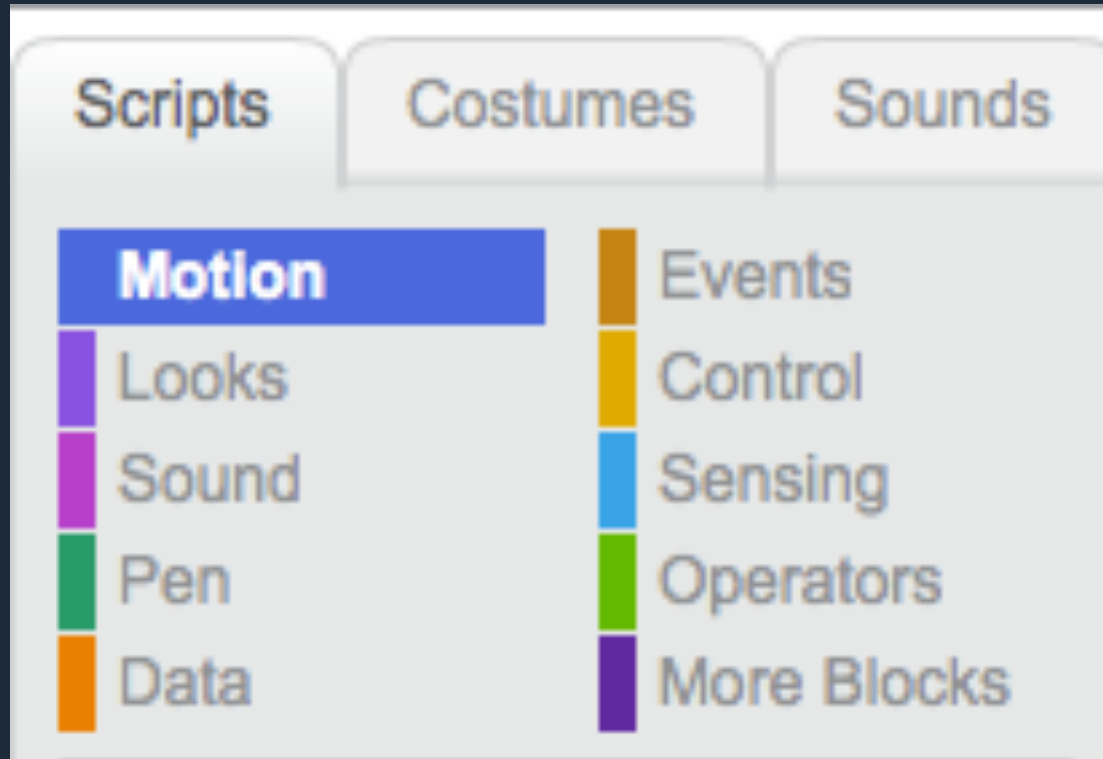 Scripts Costumes Sounds
Motion Events
Looks Control
Sound Sensing
Pen Operators
Data More Blocks